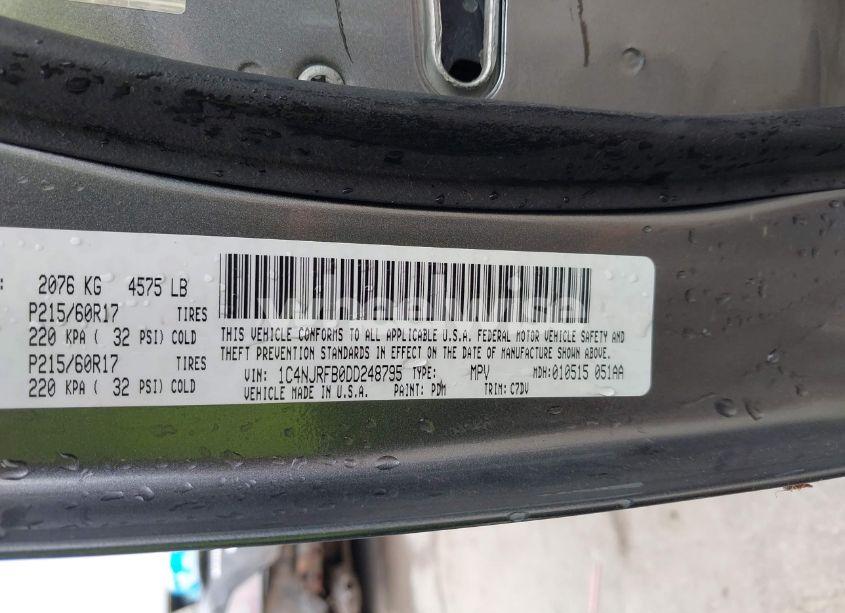 : 2076 KG 4575 LB
P215/60R17 TIRES
220 KPA ( 32 PSI) COLD
P215/60R17 TIRES
220 KPA ( 32 PSI) COLD
THIS VEHICLE CONFORMS TO ALL APPLICABLE U.S.A. FEDERAL MOTOR VEHICLE SAFETY AND
THEFT PREVENTION STANDARDS IN EFFECT ON THE DATE OF MANUFACTURE SHOWN ABOVE.
VIN: 1C4NJRFB0DD248795 TYPE: MPV MDH:010515 051AA
VEHICLE MADE IN U.S.A. PAINT: PDM TRIM: C7DV